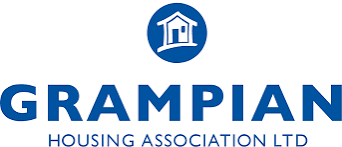 GRAMPIAN
HOUSING ASSOCIATION LTD